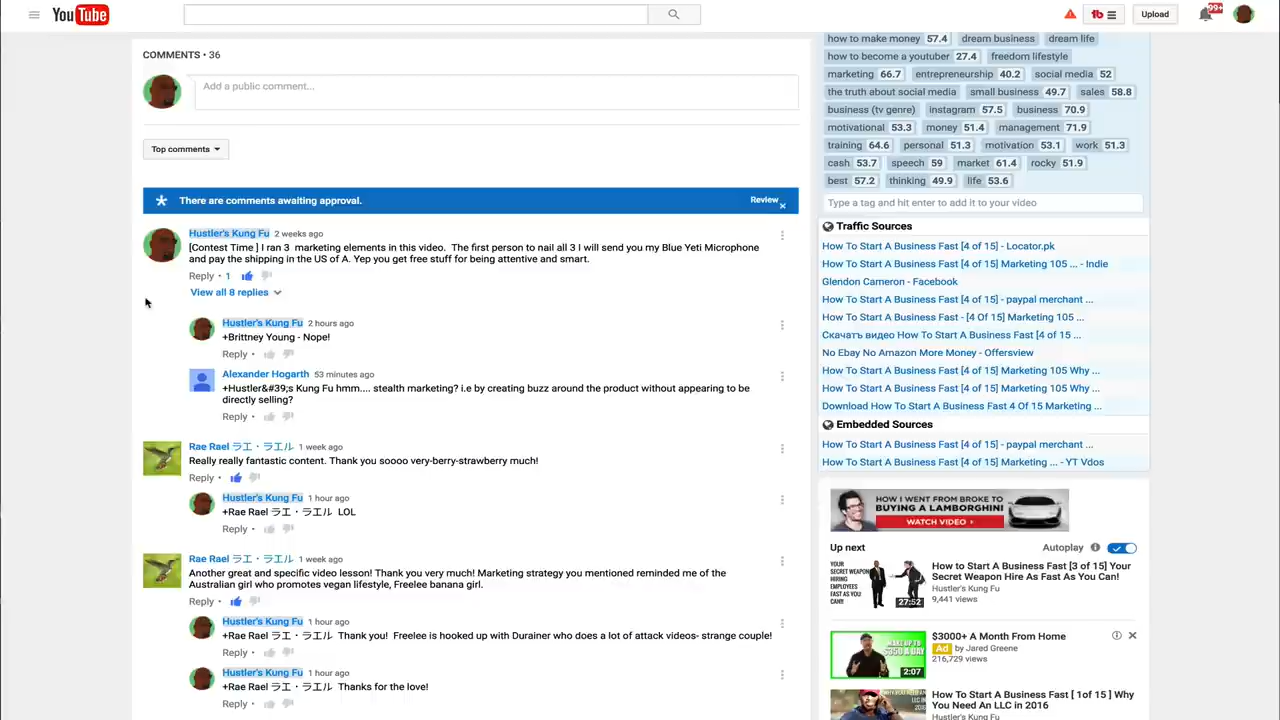 YouTube
Upload
99+
COMMENTS • 36
Add a public comment...
Top comments
There are comments awaiting approval.
Review
Hustler's Kung Fu 2 weeks ago
[Contest Time ] I ran 3 marketing elements in this video. The first person to nail all 3 I will send you my Blue Yeti Microphone
and pay the shipping in the US of A. Yep you get free stuff for being attentive and smart.
Reply • 1
View all 8 replies
Hustler's Kung Fu 2 hours ago
+Brittney Young - Nope!
Reply •
Alexander Hogarth 53 minutes ago
+Hustler&#39;s Kung Fu hmm.... stealth marketing? i.e by creating buzz around the product without appearing to be
directly selling?
Reply •
Rae Rael ラエ・ラエル 1 week ago
Really really fantastic content. Thank you soooo very-berry-strawberry much!
Reply •
Hustler's Kung Fu 1 hour ago
+Rae Rael ラエ・ラエル LOL
Reply •
Rae Rael ラエ・ラエル 1 week ago
Another great and specific video lesson! Thank you very much! Marketing strategy you mentioned reminded me of the
Australian girl who promotes vegan lifestyle, Freelee banana girl.
Reply •
Hustler's Kung Fu 1 hour ago
+Rae Rael ラエ・ラエル Thank you! Freelee is hooked up with Durainer who does a lot of attack videos- strange couple!
Reply •
Hustler's Kung Fu 1 hour ago
+Rae Rael ラエ・ラエル Thanks for the love!
Reply •
how to make money 57.4 dream business dream life
how to become a youtuber 27.4 freedom lifestyle
marketing 66.7 entrepreneurship 40.2 social media 52
the truth about social media small business 49.7 sales 58.8
business (tv genre) instagram 57.5 business 70.9
motivational 53.3 money 51.4 management 71.9
training 64.6 personal 51.3 motivation 53.1 work 51.3
cash 53.7 speech 59 market 61.4 rocky 51.9
best 57.2 thinking 49.9 life 53.6
Type a tag and hit enter to add it to your video
Traffic Sources
How To Start A Business Fast [4 of 15] - Locator.pk
How To Start A Business Fast [4 of 15] Marketing 105 ... - Indie
Glendon Cameron - Facebook
How To Start A Business Fast [4 of 15] - paypal merchant ...
How To Start A Business Fast - [4 Of 15] Marketing 105 ...
Скачать видео How To Start A Business Fast [4 of 15 ...
No Ebay No Amazon More Money - Offersview
How To Start A Business Fast [4 of 15] Marketing 105 Why ...
How To Start A Business Fast [4 of 15] Marketing 105 Why ...
Download How To Start A Business Fast 4 Of 15 Marketing ...
Embedded Sources
How To Start A Business Fast [4 of 15] - paypal merchant ...
How To Start A Business Fast [4 of 15] Marketing ... - YT Vdos
HOW I WENT FROM BROKE TO
BUYING A LAMBORGHINI
WATCH VIDEO
Up next
Autoplay
YOUR
SECRET WEAPON
HIRING
EMPLOYEES
FAST AS YOU
CAN!!
27:52
How to Start A Business Fast [3 of 15] Your
Secret Weapon Hire As Fast As You Can!
Hustler's Kung Fu
9,441 views
2:07
$3000+ A Month From Home
Ad by Jared Greene
216,729 views
How To Start A Business Fast [ 1of 15 ] Why
You Need An LLC in 2016
Hustler's Kung Fu